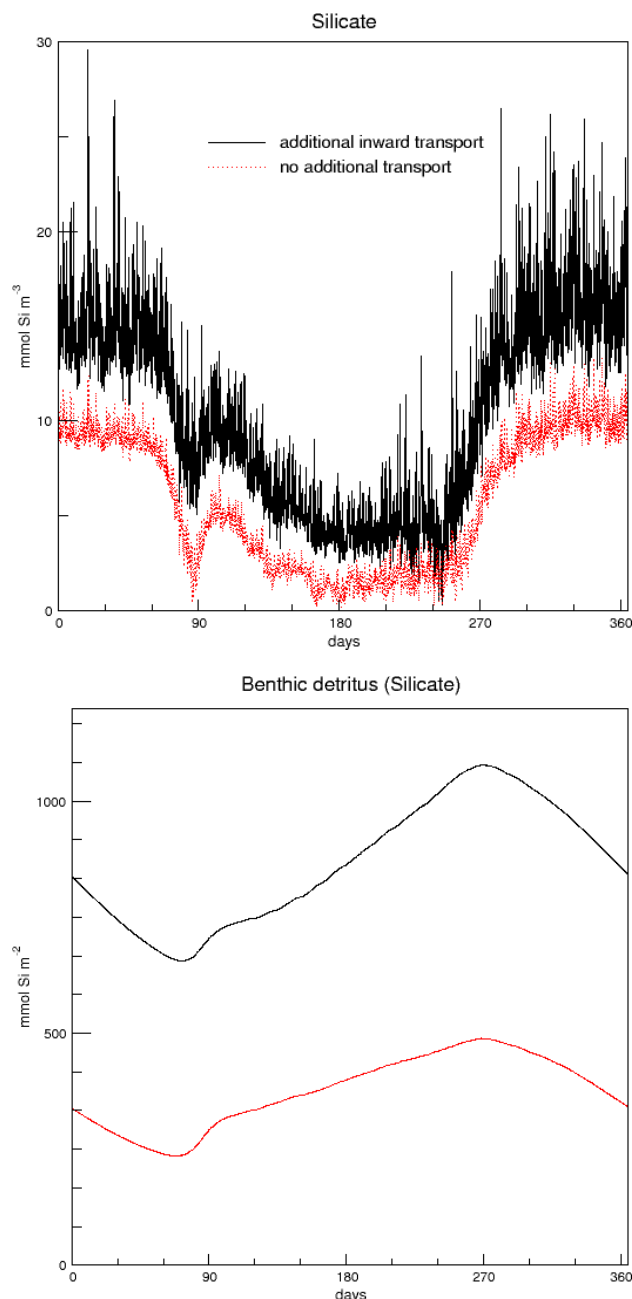 Silicate
30
20
10
0
mmol Si m-3
additional inward transport
no additional transport
0 90 180 270 360
days
Benthic detritus (Silicate)
1000
500
0
mmol Si m-2
0 90 180 270 360
days